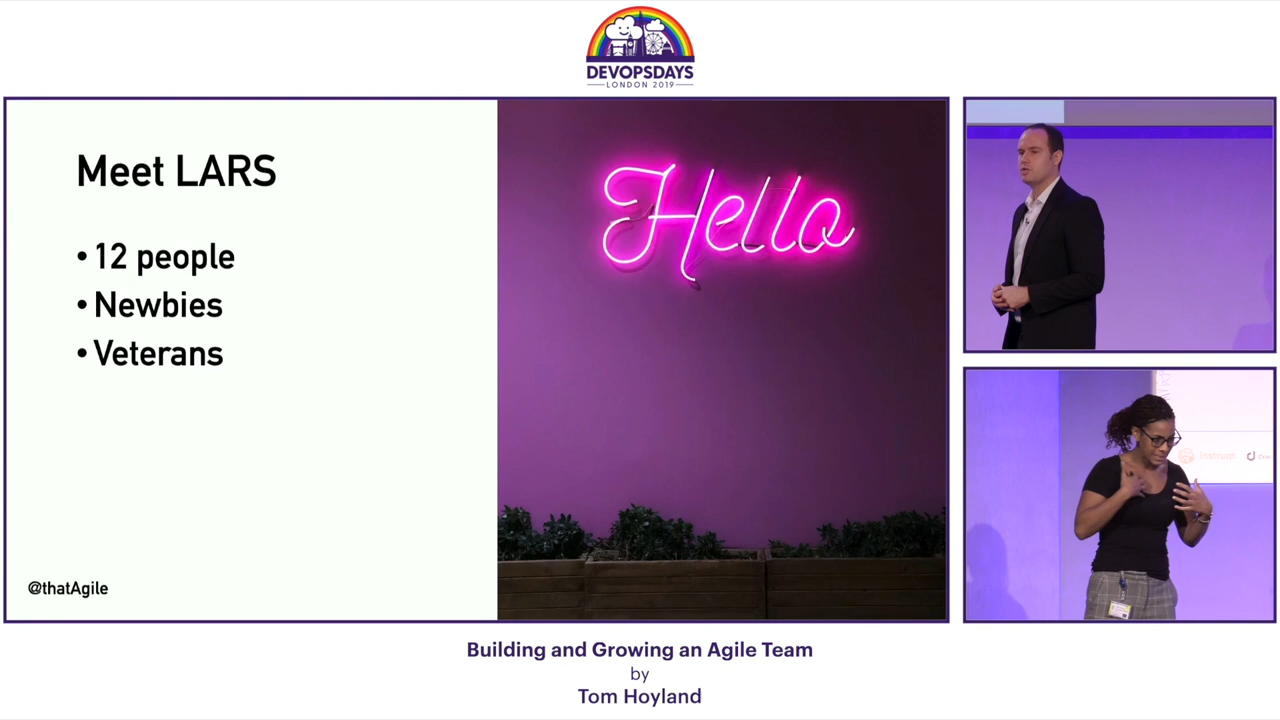 DEVOPSDAYS
LONDON 2019
Meet LARS
• 12 people
• Newbies
• Veterans
@thatAgile
Hello
Instrum
Building and Growing an Agile Team
by
Tom Hoyland